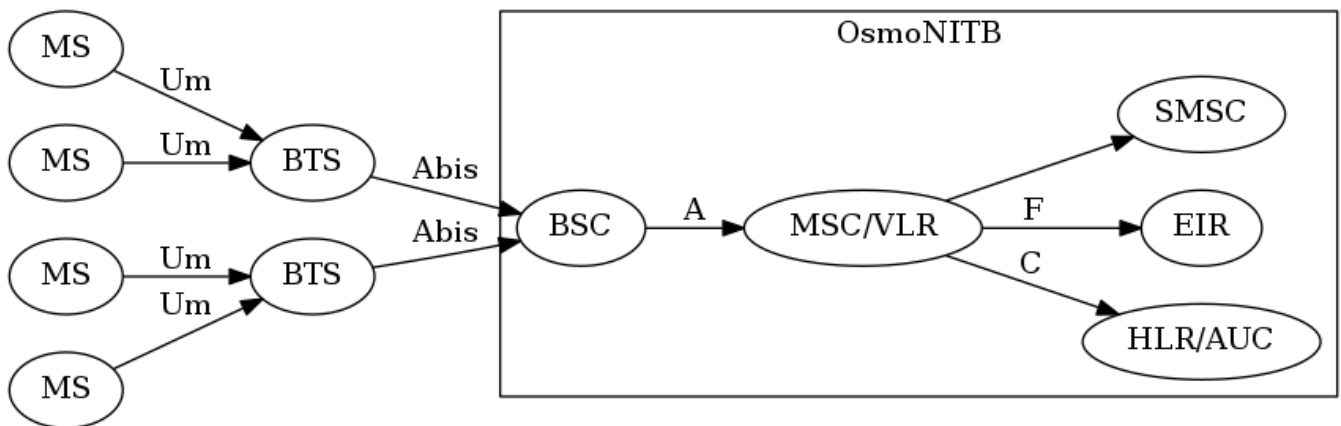 OsmoNITB
MS
Um
MS
Um
BTS
Abis
MS
Um
BTS
Abis
MS
Um
BSC
A
MSC/VLR
SMSC
F
EIR
C
HLR/AUC